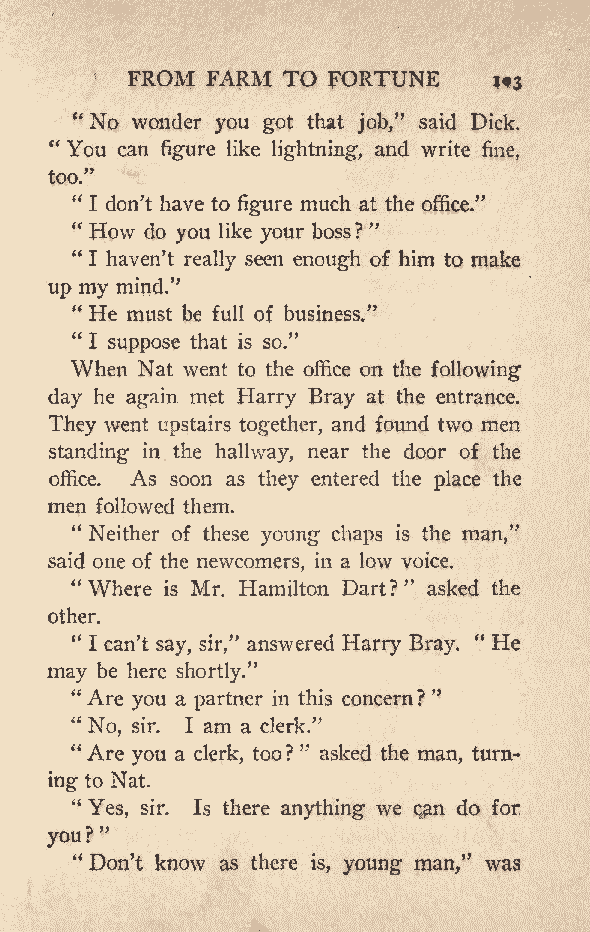 FROM FARM TO FORTUNE 193
“ No wonder you got that job,” said Dick.
“ You can figure like lightning, and write fine,
too.”
“ I don’t have to figure much at the office.”
“ How do you like your boss? ”
“ I haven’t really seen enough of him to make
up my mind.”
“ He must be full of business.”
“ I suppose that is so.”
When Nat went to the office on the following
day he again met Harry Bray at the entrance.
They went upstairs together, and found two men
standing in the hallway, near the door of the
office. As soon as they entered the place the
men followed them.
“ Neither of these young chaps is the man,”
said one of the newcomers, in a low voice.
“ Where is Mr. Hamilton Dart? ” asked the
other.
“ I can’t say, sir,” answered Harry Bray. “ He
may be here shortly.”
“ Are you a partner in this concern? ”
“ No, sir. I am a clerk.”
“ Are you a clerk, too? ” asked the man, turn-
ing to Nat.
“ Yes, sir. Is there anything we can do for
you? ”
“ Don’t know as there is, young man,” was